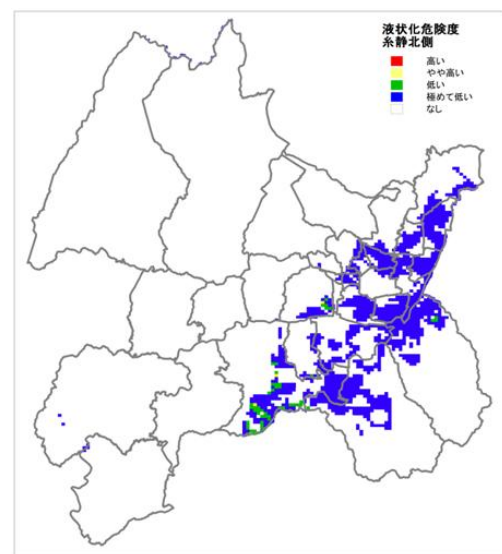 液状化危険度
糸静北側
高い
やや高い
低い
極めて低い
なし